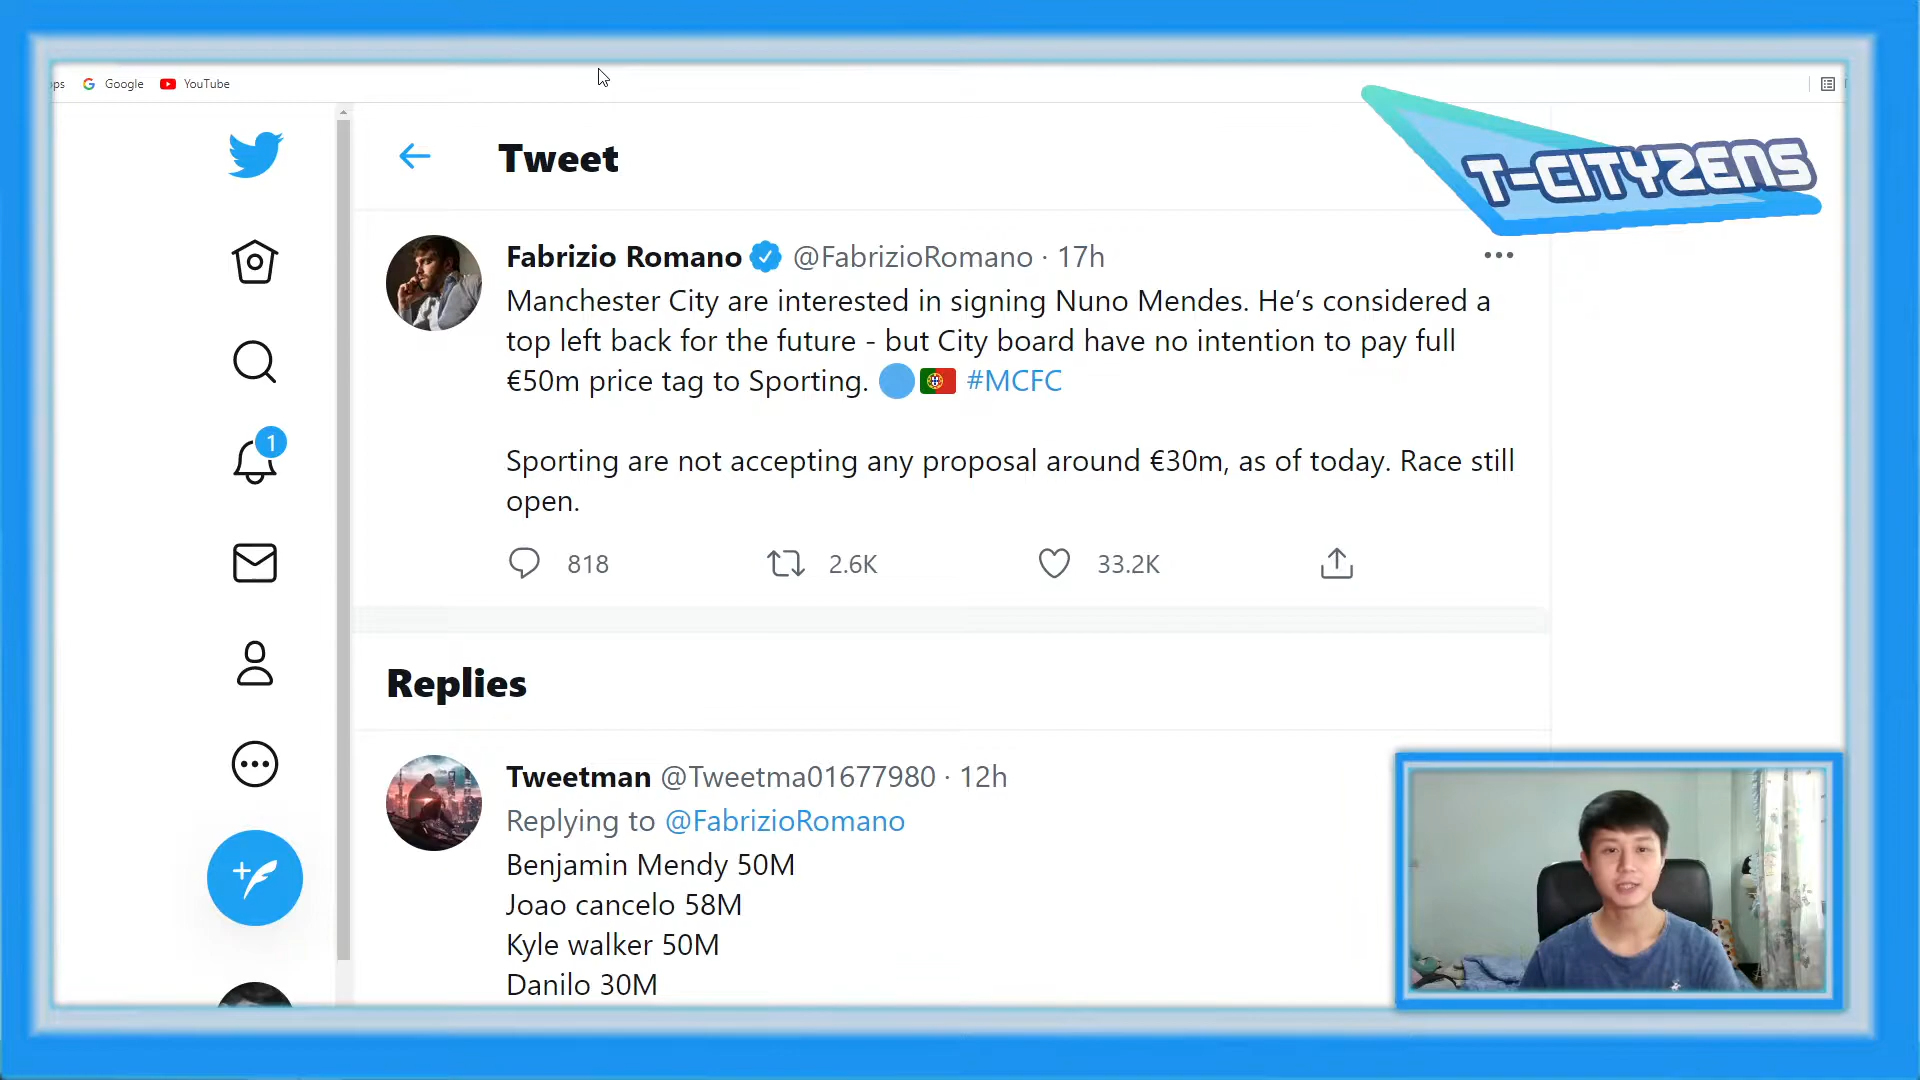 ps Google YouTube
T-CITYZENS
Tweet
Fabrizio Romano @FabrizioRomano · 17h
Manchester City are interested in signing Nuno Mendes. He’s considered a
top left back for the future - but City board have no intention to pay full
€50m price tag to Sporting. #MCFC
Sporting are not accepting any proposal around €30m, as of today. Race still
open.
818 2.6K 33.2K
1
Replies
Tweetman @Tweetma01677980 · 12h
Replying to @FabrizioRomano
Benjamin Mendy 50M
Joao cancelo 58M
Kyle walker 50M
Danilo 30M